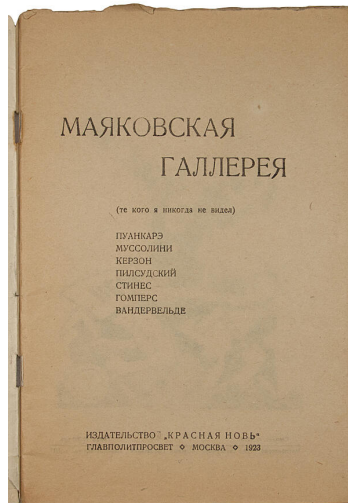 МАЯКОВСКАЯ
ГАЛЛЕРЕЯ
(те кого я никогда не видел)
ПУАНКАРЭ
МУССОЛИНИ
КЕРЗОН
ПИЛСУДСКИЙ
СТИНЕС
ГОМПЕРС
ВАНДЕРВЕЛЬДЕ
ИЗДАТЕЛЬСТВО „КРАСНАЯ НОВЬ“
ГЛАВПОЛИТПРОСВЕТ ◇ МОСКВА ◇ 1923